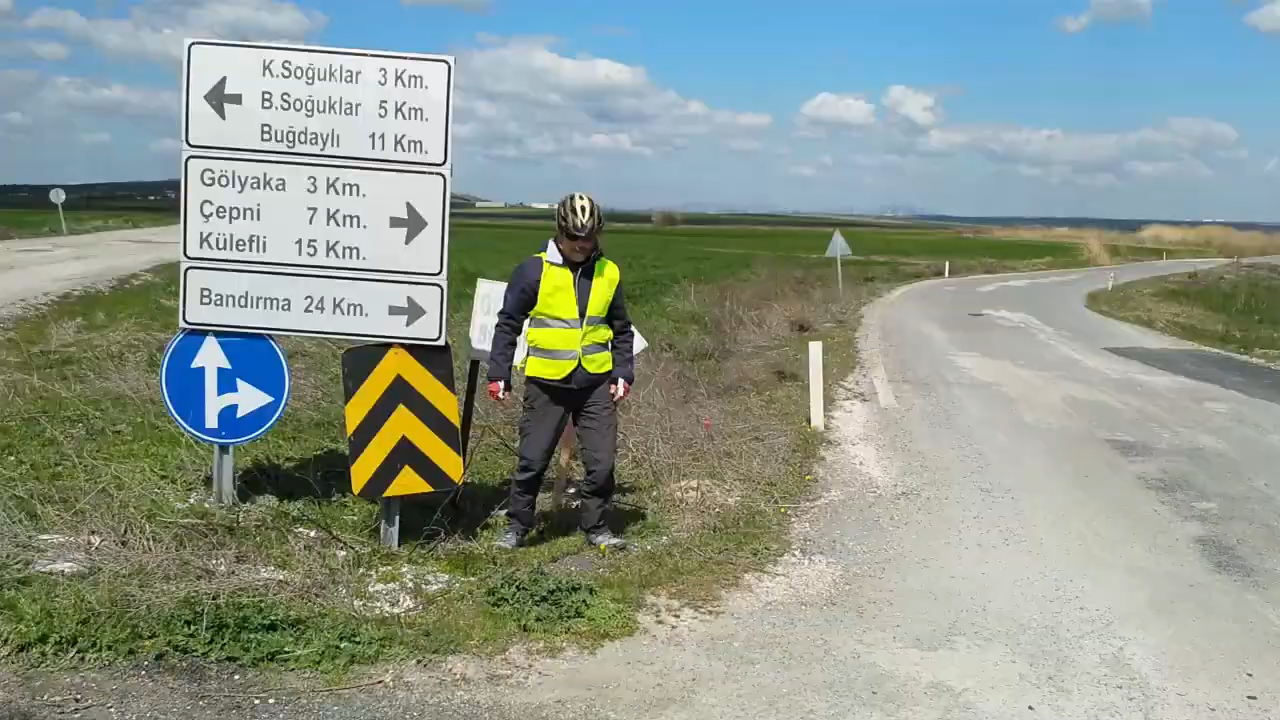 K.Soğuklar 3 Km.
B.Soğuklar 5 Km.
Buğdaylı 11 Km.
Gölyaka 3 Km.
Çepni 7 Km.
Külefli 15 Km.
Bandırma 24 Km.